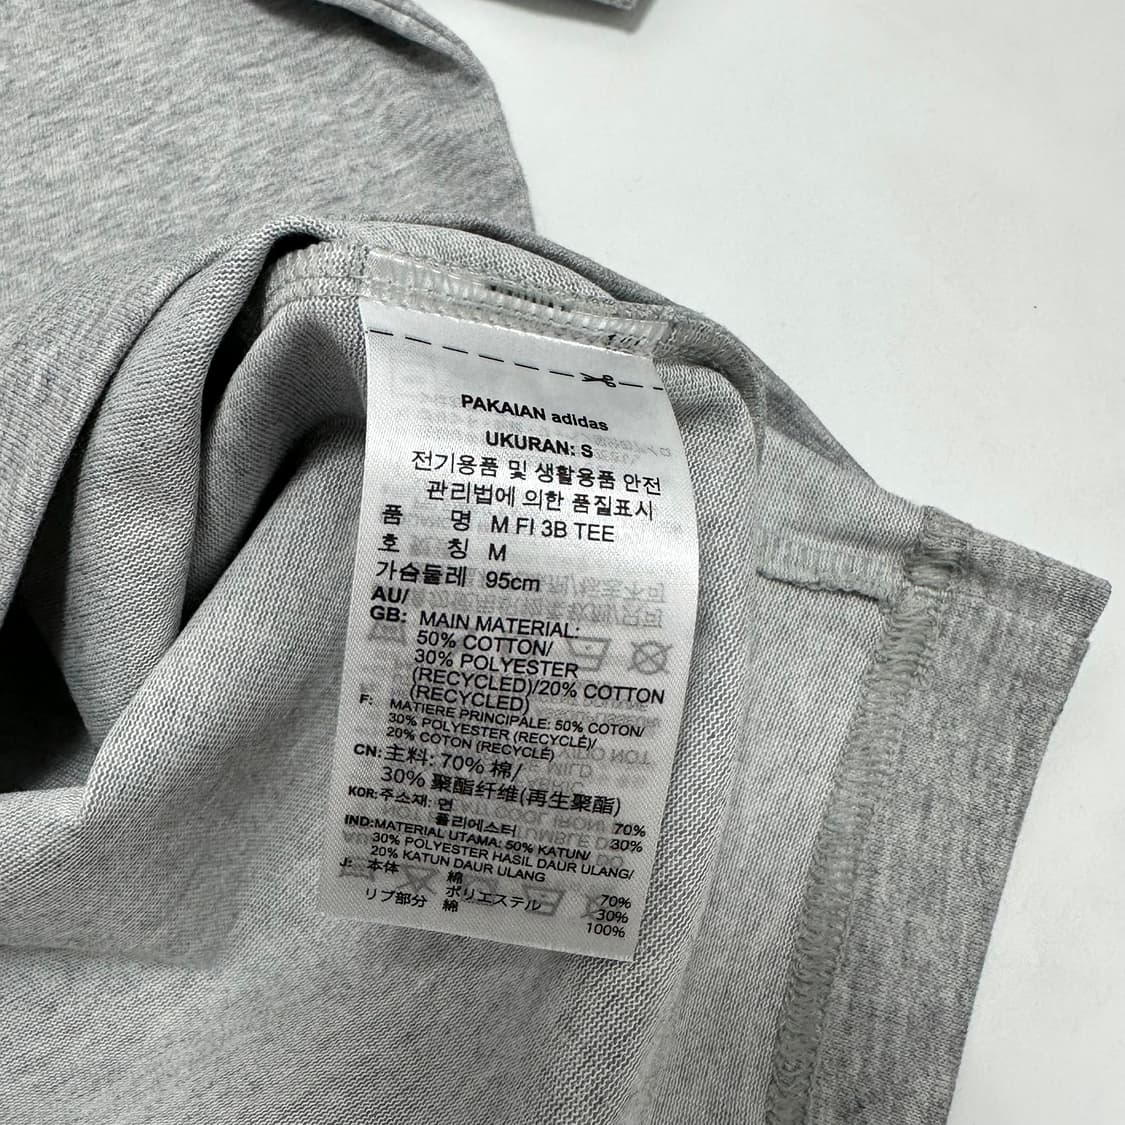 PAKAIAN adidas
UKURAN: S
전기용품 및 생활용품 안전
관리법에 의한 품질표시
품 명 M FI 3B TEE
호 칭 M
가슴둘레 95cm
AU/
GB: MAIN MATERIAL:
50% COTTON/
30% POLYESTER
(RECYCLED)/20% COTTON
(RECYCLED)
F: MATIERE PRINCIPALE: 50% COTON/
30% POLYESTER (RECYCLÉ)/
20% COTON (RECYCLÉ)
CN: 主料: 70% 棉/
30% 聚酯纤维(再生聚酯)
KOR: 주소재: 면 70%
폴리에스터 30%
IND: MATERIAL UTAMA: 50% KATUN/
30% POLYESTER HASIL DAUR ULANG/
20% KATUN DAUR ULANG
J: 本体 綿 70%
ポリエステル 30%
リブ部分 綿 100%